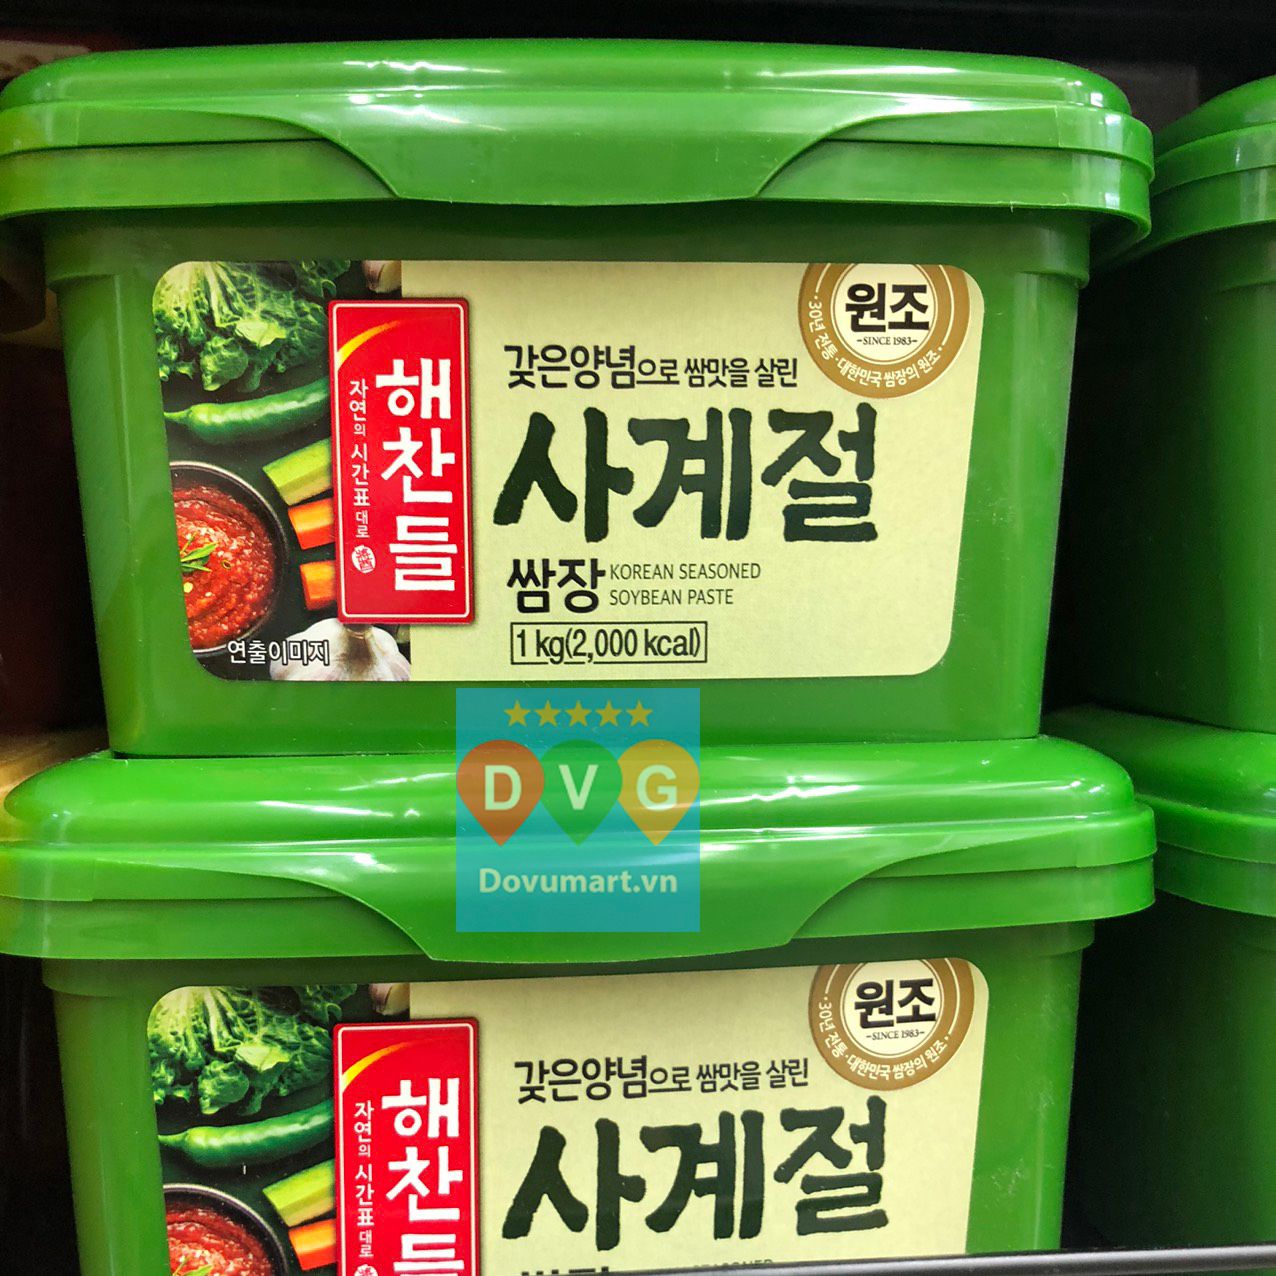 원조
-SINCE 1983-
30년 전통 · 대한민국 쌈장의 원조
갖은양념으로 쌈맛을 살린
사계절
해찬들
자연의 시간표대로
쌈장 KOREAN SEASONED
SOYBEAN PASTE
1 kg(2,000 kcal)
연출이미지
DVG
Dovumart.vn
원조
-SINCE 1983-
30년 전통 · 대한민국 쌈장의 원조
갖은양념으로 쌈맛을 살린
사계절
해찬들
자연의 시간표대로